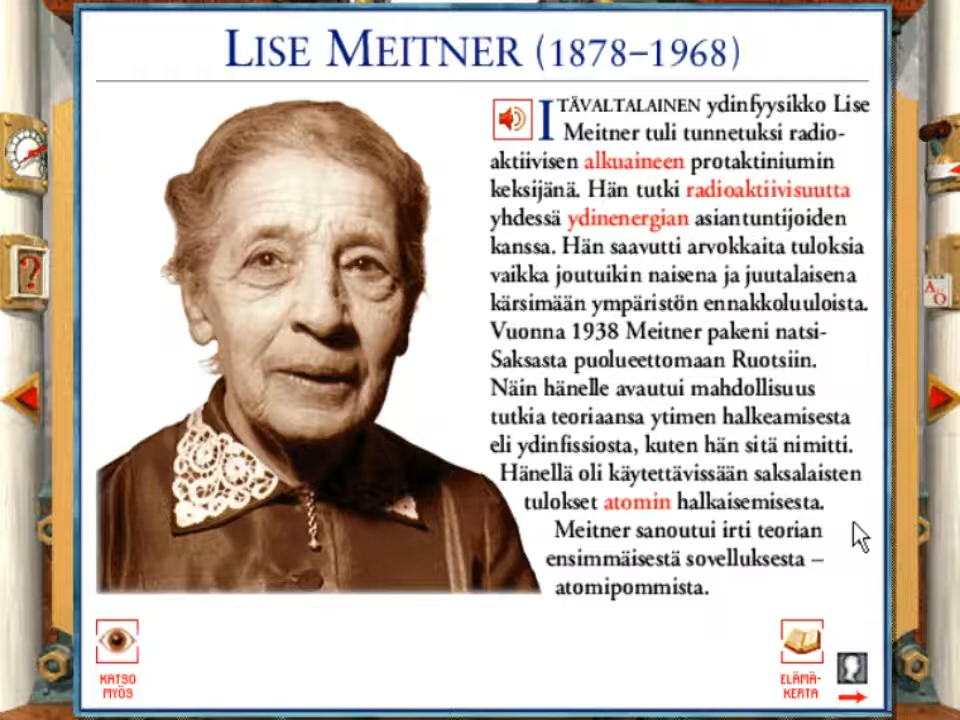 LISE MEITNER (1878–1968)
ITÄVALTALAINEN ydinfyysikko Lise
Meitner tuli tunnetuksi radio-
aktiivisen alkuaineen protaktiniumin
keksijänä. Hän tutki radioaktiivisuutta
yhdessä ydinenergian asiantuntijoiden
kanssa. Hän saavutti arvokkaita tuloksia
vaikka joutuikin naisena ja juutalaisena
kärsimään ympäristön ennakkoluuloista.
Vuonna 1938 Meitner pakeni natsi-
Saksasta puolueettomaan Ruotsiin.
Näin hänelle avautui mahdollisuus
tutkia teoriaansa ytimen halkeamisesta
eli ydinfissiosta, kuten hän sitä nimitti.
Hänellä oli käytettävissään saksalaisten
tulokset atomin halkaisemisesta.
Meitner sanoutui irti teorian
ensimmäisestä sovelluksesta –
atomipommista.
?
A
O
KATSO
MYÖS
ELÄMÄ-
KERTA